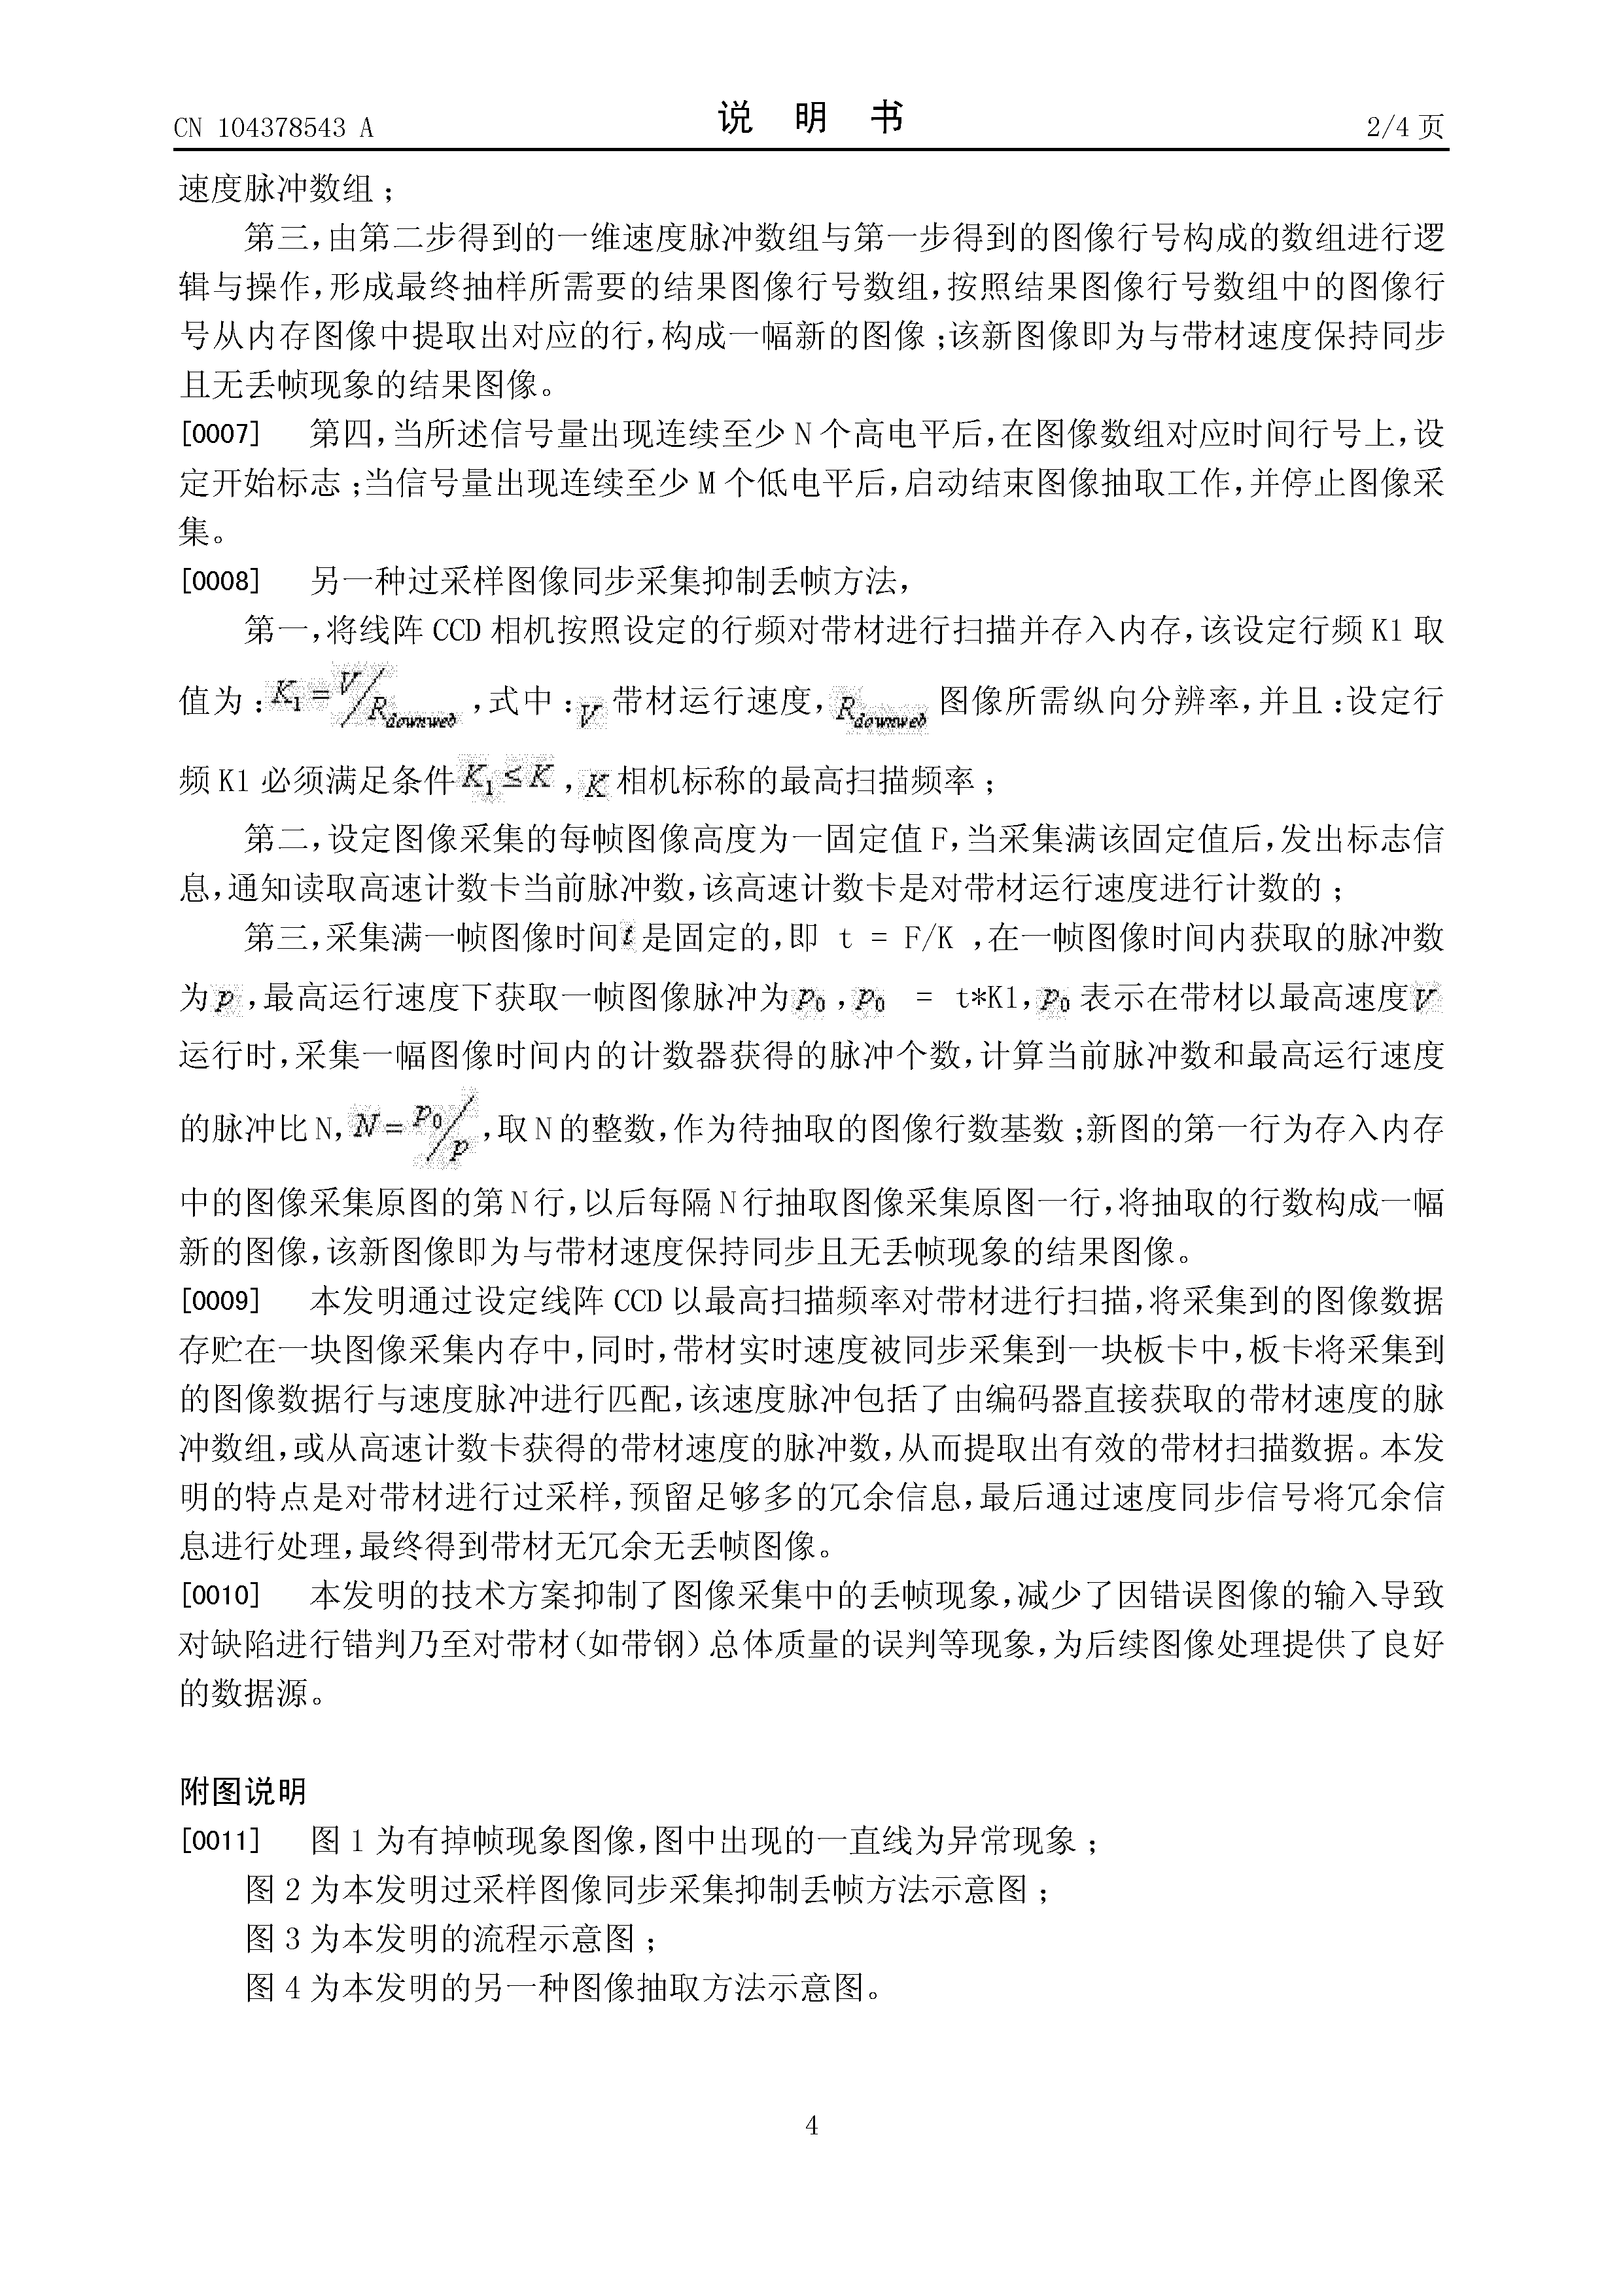 CN 104378543 A
说 明 书
2/4 页
速度脉冲数组；
第三，由第二步得到的一维速度脉冲数组与第一步得到的图像行号构成的数组进行逻
辑与操作，形成最终抽样所需要的结果图像行号数组，按照结果图像行号数组中的图像行
号从内存图像中提取出对应的行，构成一幅新的图像；该新图像即为与带材速度保持同步
且无丢帧现象的结果图像。
[0007] 第四，当所述信号量出现连续至少 N 个高电平后，在图像数组对应时间行号上，设
定开始标志；当信号量出现连续至少 M 个低电平后，启动结束图像抽取工作，并停止图像采
集。
[0008] 另一种过采样图像同步采集抑制丢帧方法，
第一，将线阵 CCD 相机按照设定的行频对带材进行扫描并存入内存，该设定行频 K1 取
值为：K₁=V/R_downweb，式中：V 带材运行速度，R_downweb 图像所需纵向分辨率，并且：设定行
频 K1 必须满足条件 K₁≤K，K 相机标称的最高扫描频率；
第二，设定图像采集的每帧图像高度为一固定值 F，当采集满该固定值后，发出标志信
息，通知读取高速计数卡当前脉冲数，该高速计数卡是对带材运行速度进行计数的；
第三，采集满一帧图像时间 t 是固定的，即 t = F/K ，在一帧图像时间内获取的脉冲数
为 p，最高运行速度下获取一帧图像脉冲为 p₀，p₀ = t*K1，p₀ 表示在带材以最高速度 V
运行时，采集一幅图像时间内的计数器获得的脉冲个数，计算当前脉冲数和最高运行速度
的脉冲比 N，N=p₀/p，取 N 的整数，作为待抽取的图像行数基数；新图的第一行为存入内存
中的图像采集原图的第 N 行，以后每隔 N 行抽取图像采集原图一行，将抽取的行数构成一幅
新的图像，该新图像即为与带材速度保持同步且无丢帧现象的结果图像。
[0009] 本发明通过设定线阵 CCD 以最高扫描频率对带材进行扫描，将采集到的图像数据
存贮在一块图像采集内存中，同时，带材实时速度被同步采集到一块板卡中，板卡将采集到
的图像数据行与速度脉冲进行匹配，该速度脉冲包括了由编码器直接获取的带材速度的脉
冲数组，或从高速计数卡获得的带材速度的脉冲数，从而提取出有效的带材扫描数据。本发
明的特点是对带材进行过采样，预留足够多的冗余信息，最后通过速度同步信号将冗余信
息进行处理，最终得到带材无冗余无丢帧图像。
[0010] 本发明的技术方案抑制了图像采集中的丢帧现象，减少了因错误图像的输入导致
对缺陷进行错判乃至对带材（如带钢）总体质量的误判等现象，为后续图像处理提供了良好
的数据源。
附图说明
[0011] 图 1 为有掉帧现象图像，图中出现的一直线为异常现象；
图 2 为本发明过采样图像同步采集抑制丢帧方法示意图；
图 3 为本发明的流程示意图；
图 4 为本发明的另一种图像抽取方法示意图。
4